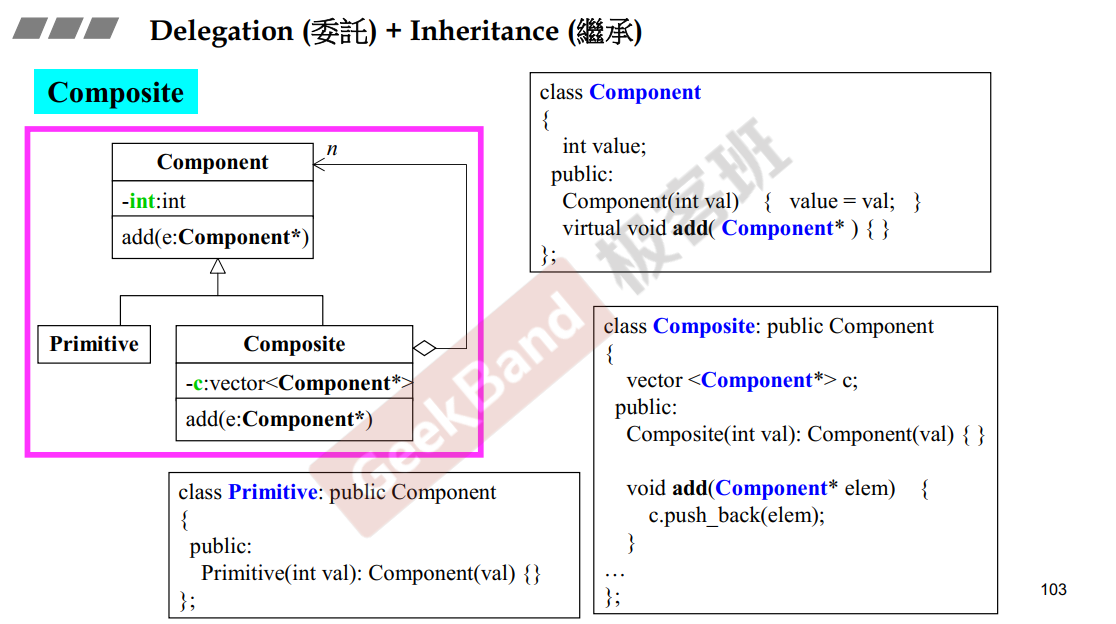 Delegation (委託) + Inheritance (繼承)
Composite
Component
n
-int:int
add(e:Component*)
Primitive
Composite
-c:vector<Component*>
add(e:Component*)
class Component
{
int value;
public:
Component(int val) { value = val; }
virtual void add( Component* ) { }
};
class Composite: public Component
{
vector <Component*> c;
public:
Composite(int val): Component(val) { }
void add(Component* elem) {
c.push_back(elem);
}
…
};
class Primitive: public Component
{
public:
Primitive(int val): Component(val) {}
};
GeekBand 极客班
103